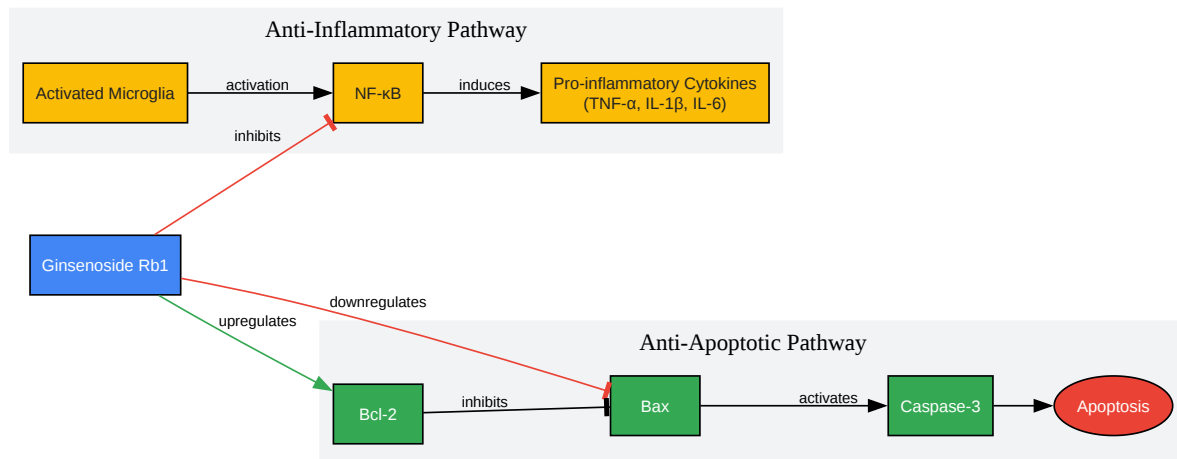 Anti-Inflammatory Pathway
Activated Microglia
activation
NF-κB
induces
Pro-inflammatory Cytokines
(TNF-α, IL-1β, IL-6)
inhibits
Ginsenoside Rb1
downregulates
upregulates
Anti-Apoptotic Pathway
Bcl-2
inhibits
Bax
activates
Caspase-3
Apoptosis